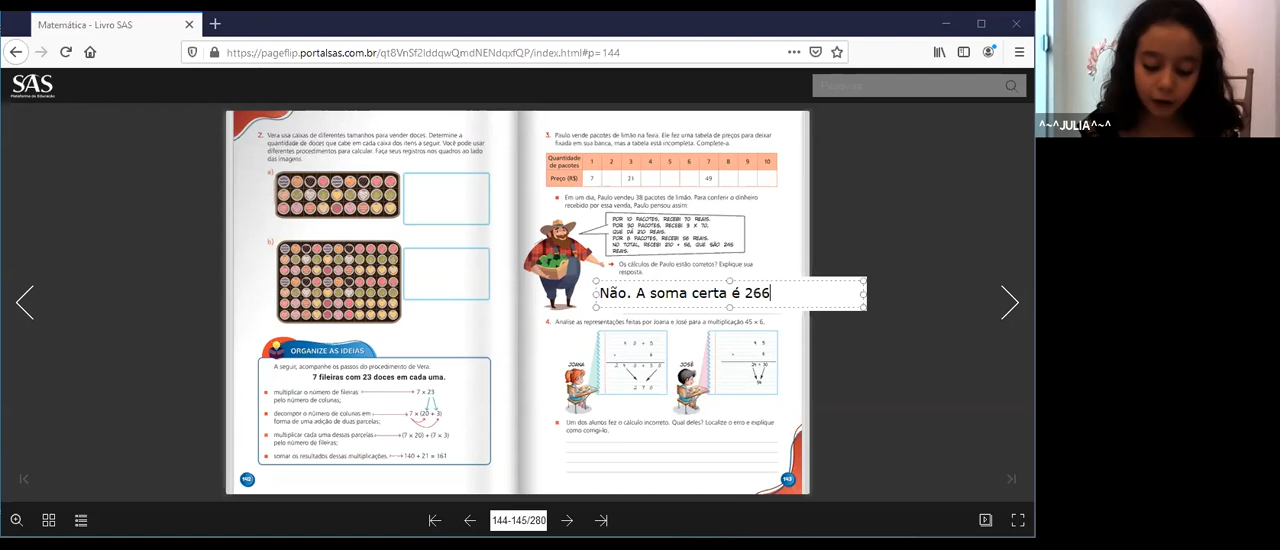 Matemática - Livro SAS
https://pageflip.portalsas.com.br/qt8VnSf2lddqwQmdNENdqxfQP/index.html#p=144
SAS
Plataforma de Educação
Pesquisar
2. Vera usa caixas de diferentes tamanhos para vender doces. Determine a
quantidade de doces que cabe em cada caixa dos itens a seguir. Você pode usar
diferentes procedimentos para calcular. Faça seus registros nos quadros ao lado
das imagens.
a)
b)
ORGANIZE AS IDEIAS
A seguir, acompanhe os passos do procedimento de Vera:
7 fileiras com 23 doces em cada uma.
multiplicar o número de fileiras 7 x 23
pelo número de colunas;
decompor o número de colunas em 7 x (20 + 3)
forma de uma adição de duas parcelas;
multiplicar cada uma dessas parcelas (7 x 20) + (7 x 3)
pelo número de fileiras;
somar os resultados dessas multiplicações. 140 + 21 = 161
142
3. Paulo vende pacotes de limão na feira. Ele fez uma tabela de preços para deixar
fixada em sua banca, mas a tabela está incompleta. Complete-a.
Quantidade de pacotes 1 2 3 4 5 6 7 8 9 10
Preço (R$) 7 21 49
Em um dia, Paulo vendeu 38 pacotes de limão. Para conferir o dinheiro
recebido por essa venda, Paulo pensou assim:
POR 10 PACOTES, RECEBI 70 REAIS.
POR 30 PACOTES, RECEBI 3 X 70,
QUE DÁ 210 REAIS.
POR 8 PACOTES, RECEBI 56 REAIS.
NO TOTAL, RECEBI 210 + 56, QUE SÃO 246
REAIS.
Os cálculos de Paulo estão corretos? Explique sua
resposta.
Não. A soma certa é 266
4. Analise as representações feitas por Joana e José para a multiplicação 45 x 6.
JOANA
JOSÉ
Um dos alunos fez o cálculo incorreto. Qual deles? Localize o erro e explique
como corrigi-lo.
143
144-145/280
^~^JULIA^~^